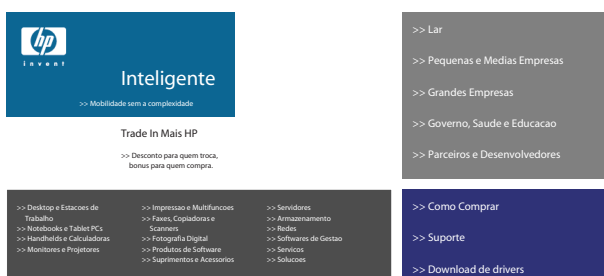 hp
invent
Inteligente
>> Mobilidade sem a complexidade
Trade In Mais HP
>> Desconto para quem troca,
bonus para quem compra.
>> Desktop e Estacoes de
Trabalho
>> Notebooks e Tablet PCs
>> Handhelds e Calculadoras
>> Monitores e Projetores
>> Impressao e Multifuncoes
>> Faxes, Copiadoras e
Scanners
>> Fotografia Digital
>> Produtos de Software
>> Suprimentos e Acessorios
>> Servidores
>> Armazenamento
>> Redes
>> Softwares de Gestao
>> Servicos
>> Solucoes
>> Lar
>> Pequenas e Medias Empresas
>> Grandes Empresas
>> Governo, Saude e Educacao
>> Parceiros e Desenvolvedores
>> Como Comprar
>> Suporte
>> Download de drivers